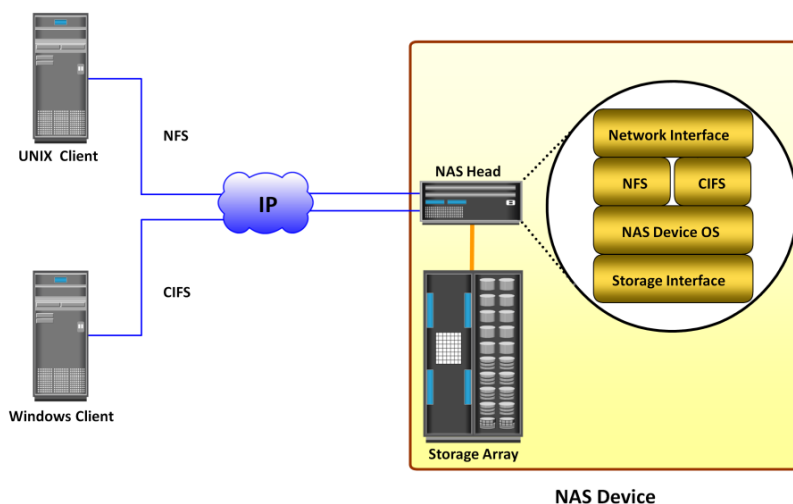 UNIX Client
NFS
IP
CIFS
Windows Client
NAS Head
Storage Array
Network Interface
NFS
CIFS
NAS Device OS
Storage Interface
NAS Device